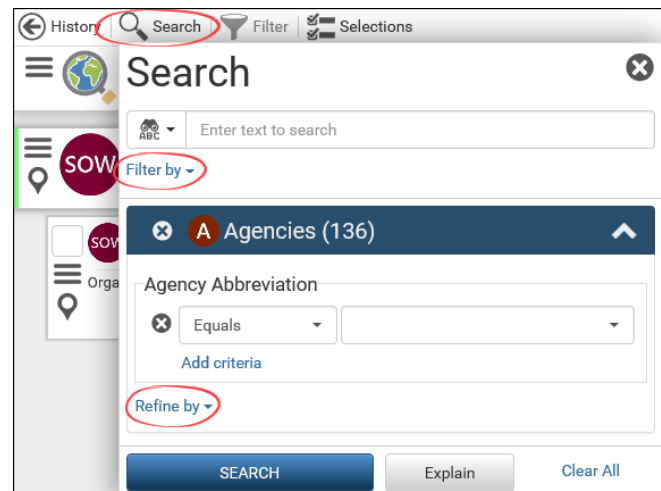 History Search Filter Selections
Search
ABC Enter text to search
Filter by
SOW
A Agencies (136)
SOW
Orga
Agency Abbreviation
Equals
Add criteria
Refine by
SEARCH Explain Clear All